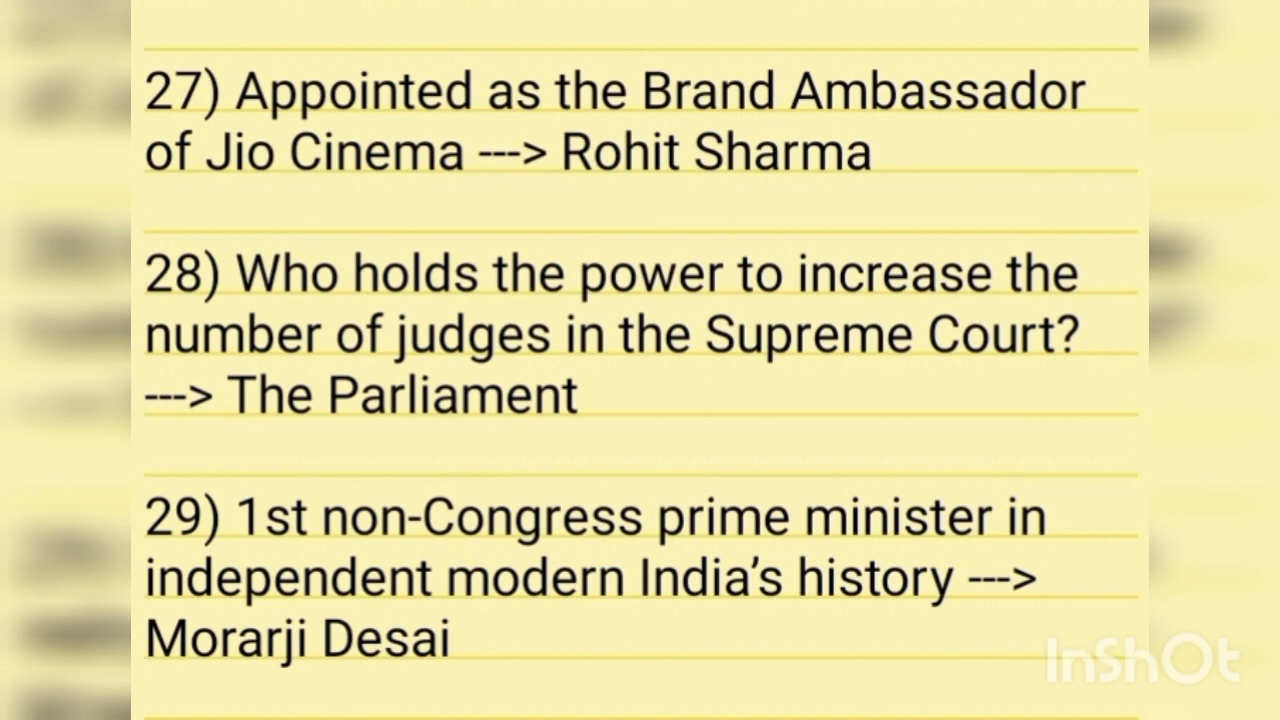 27) Appointed as the Brand Ambassador
of Jio Cinema ---> Rohit Sharma
28) Who holds the power to increase the
number of judges in the Supreme Court?
---> The Parliament
29) 1st non-Congress prime minister in
independent modern India’s history --->
Morarji Desai
InShOt